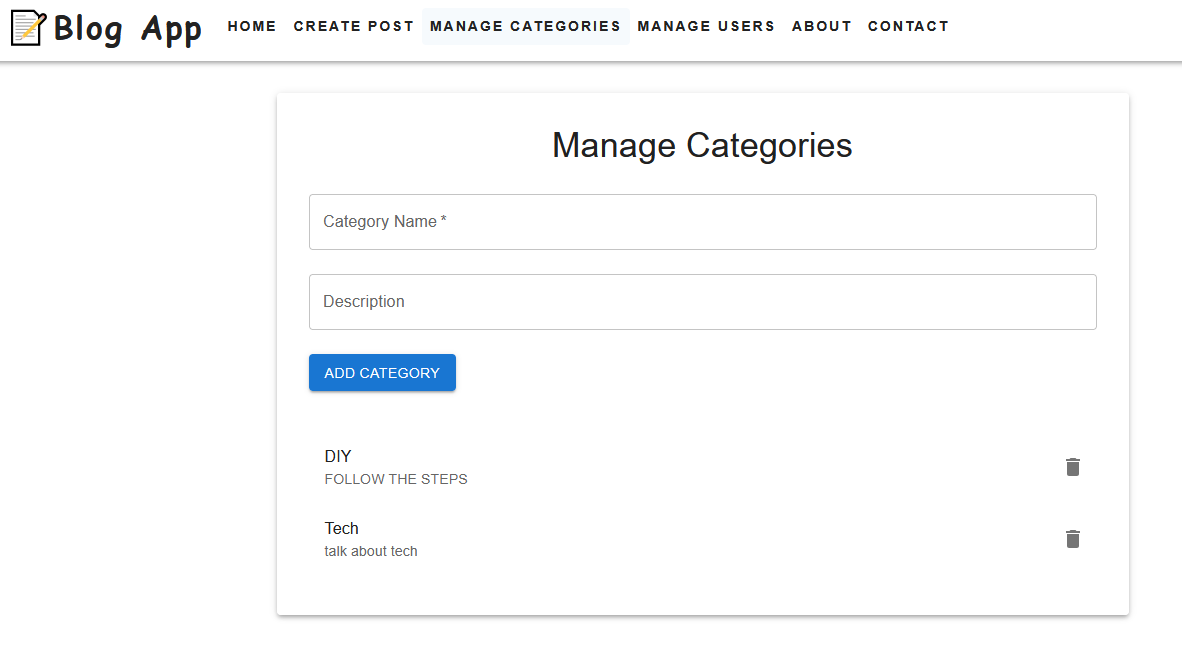 Blog App HOME CREATE POST MANAGE CATEGORIES MANAGE USERS ABOUT CONTACT
Manage Categories
Category Name *
Description
ADD CATEGORY
DIY
FOLLOW THE STEPS
Tech
talk about tech